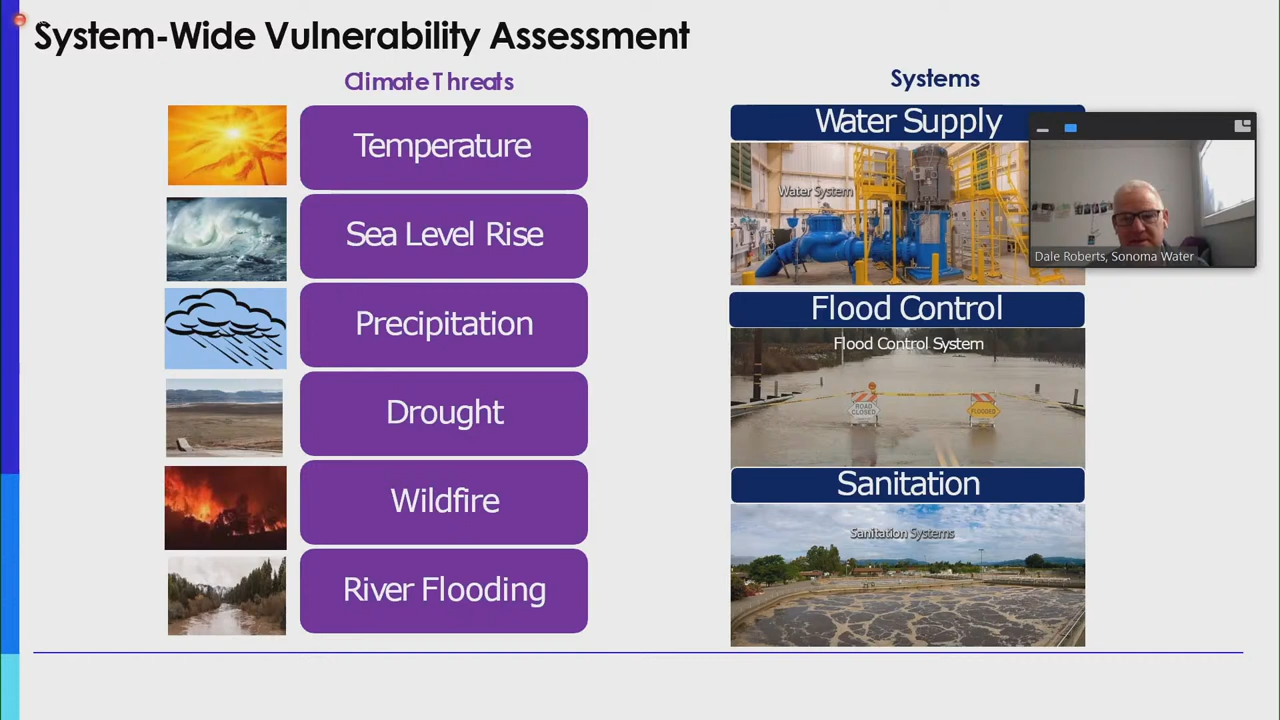 System-Wide Vulnerability Assessment
Climate Threats
Temperature
Sea Level Rise
Precipitation
Drought
Wildfire
River Flooding
Systems
Water Supply
Water System
Dale Roberts, Sonoma Water
Flood Control
Flood Control System
ROAD
CLOSED
FLOODED
Sanitation
Sanitation Systems